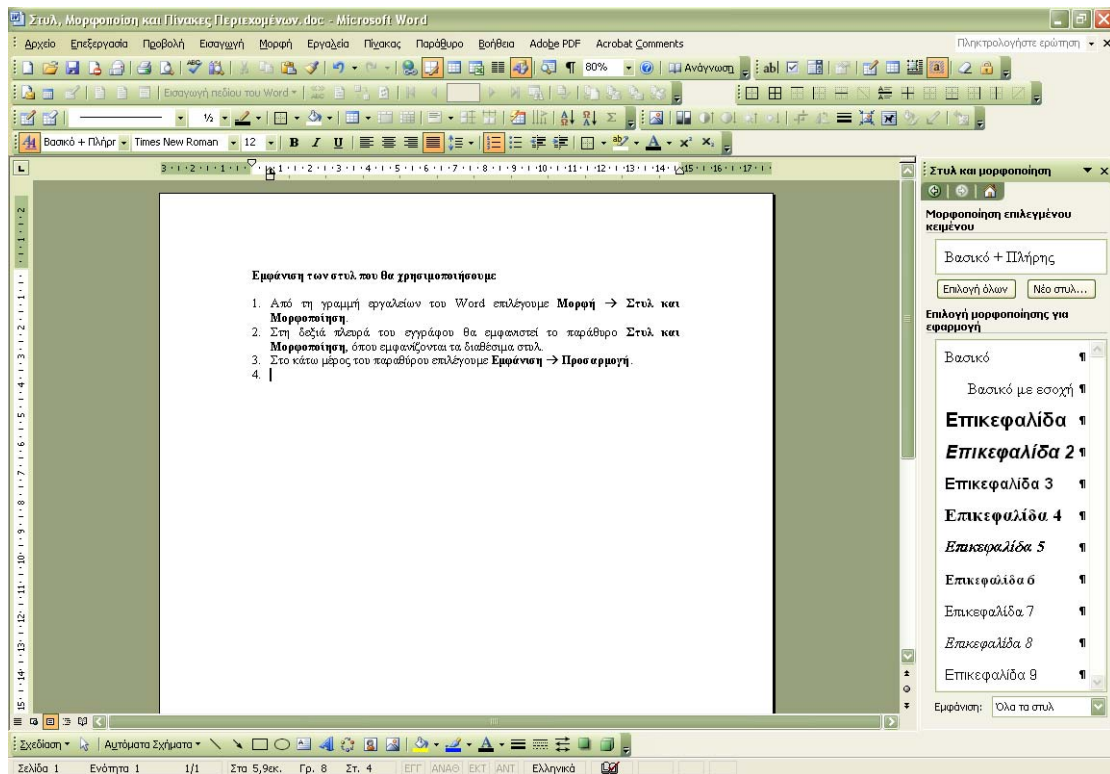 Στυλ, Μορφοποίση και Πίνακες Περιεχομένων.doc - Microsoft Word
Αρχείο Επεξεργασία Προβολή Εισαγωγή Μορφή Εργαλεία Πίνακας Παράθυρο Βοήθεια Adobe PDF Acrobat Comments Πληκτρολογήστε ερώτηση
80% Ανάγνωση ab|
Εισαγωγή πεδίου του Word
½
Βασικό + Πλήρ Times New Roman 12 B I U
Στυλ και μορφοποίηση
Μορφοποίηση επιλεγμένου
κειμένου
Βασικό + Πλήρης
Επιλογή όλων Νέο στυλ...
Επιλογή μορφοποίησης για
εφαρμογή
Βασικό ¶
Βασικό με εσοχή ¶
Επικεφαλίδα ¶
Επικεφαλίδα 2 ¶
Επικεφαλίδα 3 ¶
Επικεφαλίδα 4 ¶
Επικεφαλίδα 5 ¶
Επικεφαλίδα 6 ¶
Επικεφαλίδα 7 ¶
Επικεφαλίδα 8 ¶
Επικεφαλίδα 9 ¶
Εμφάνιση: Όλα τα στυλ
Εμφάνιση των στυλ που θα χρησιμοποιήσουμε
1. Από τη γραμμή εργαλείων του Word επιλέγουμε Μορφή → Στυλ και
Μορφοποίηση.
2. Στη δεξιά πλευρά του εγγράφου θα εμφανιστεί το παράθυρο Στυλ και
Μορφοποίηση, όπου εμφανίζονται τα διαθέσιμα στυλ.
3. Στο κάτω μέρος του παραθύρου επιλέγουμε Εμφάνιση → Προσαρμογή.
4.
Σχεδίαση Αυτόματα Σχήματα
Σελίδα 1 Ενότητα 1 1/1 Στα 5,9εκ. Γρ. 8 Στ. 4 ΕΓΓ ΑΝΑΘ ΕΚΤ ΑΝΤ Ελληνικά